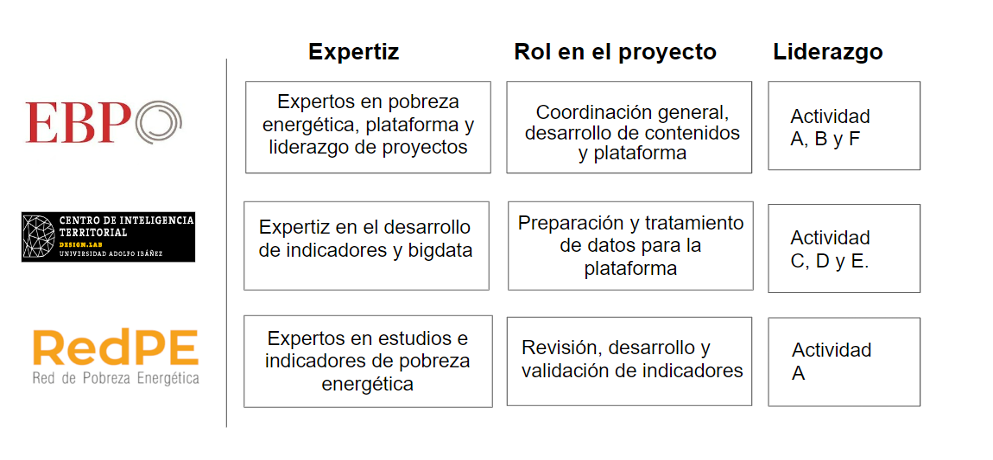 Expertiz
Rol en el proyecto
Liderazgo
EBP
Expertos en pobreza
energética, plataforma y
liderazgo de proyectos
Coordinación general,
desarrollo de contenidos
y plataforma
Actividad
A, B y F
CENTRO DE INTELIGENCIA
TERRITORIAL
DESIGN.LAB
UNIVERSIDAD ADOLFO IBÁÑEZ
Expertiz en el desarrollo
de indicadores y bigdata
Preparación y tratamiento
de datos para la
plataforma
Actividad
C, D y E.
RedPE
Red de Pobreza Energética
Expertos en estudios e
indicadores de pobreza
energética
Revisión, desarrollo y
validación de indicadores
Actividad
A